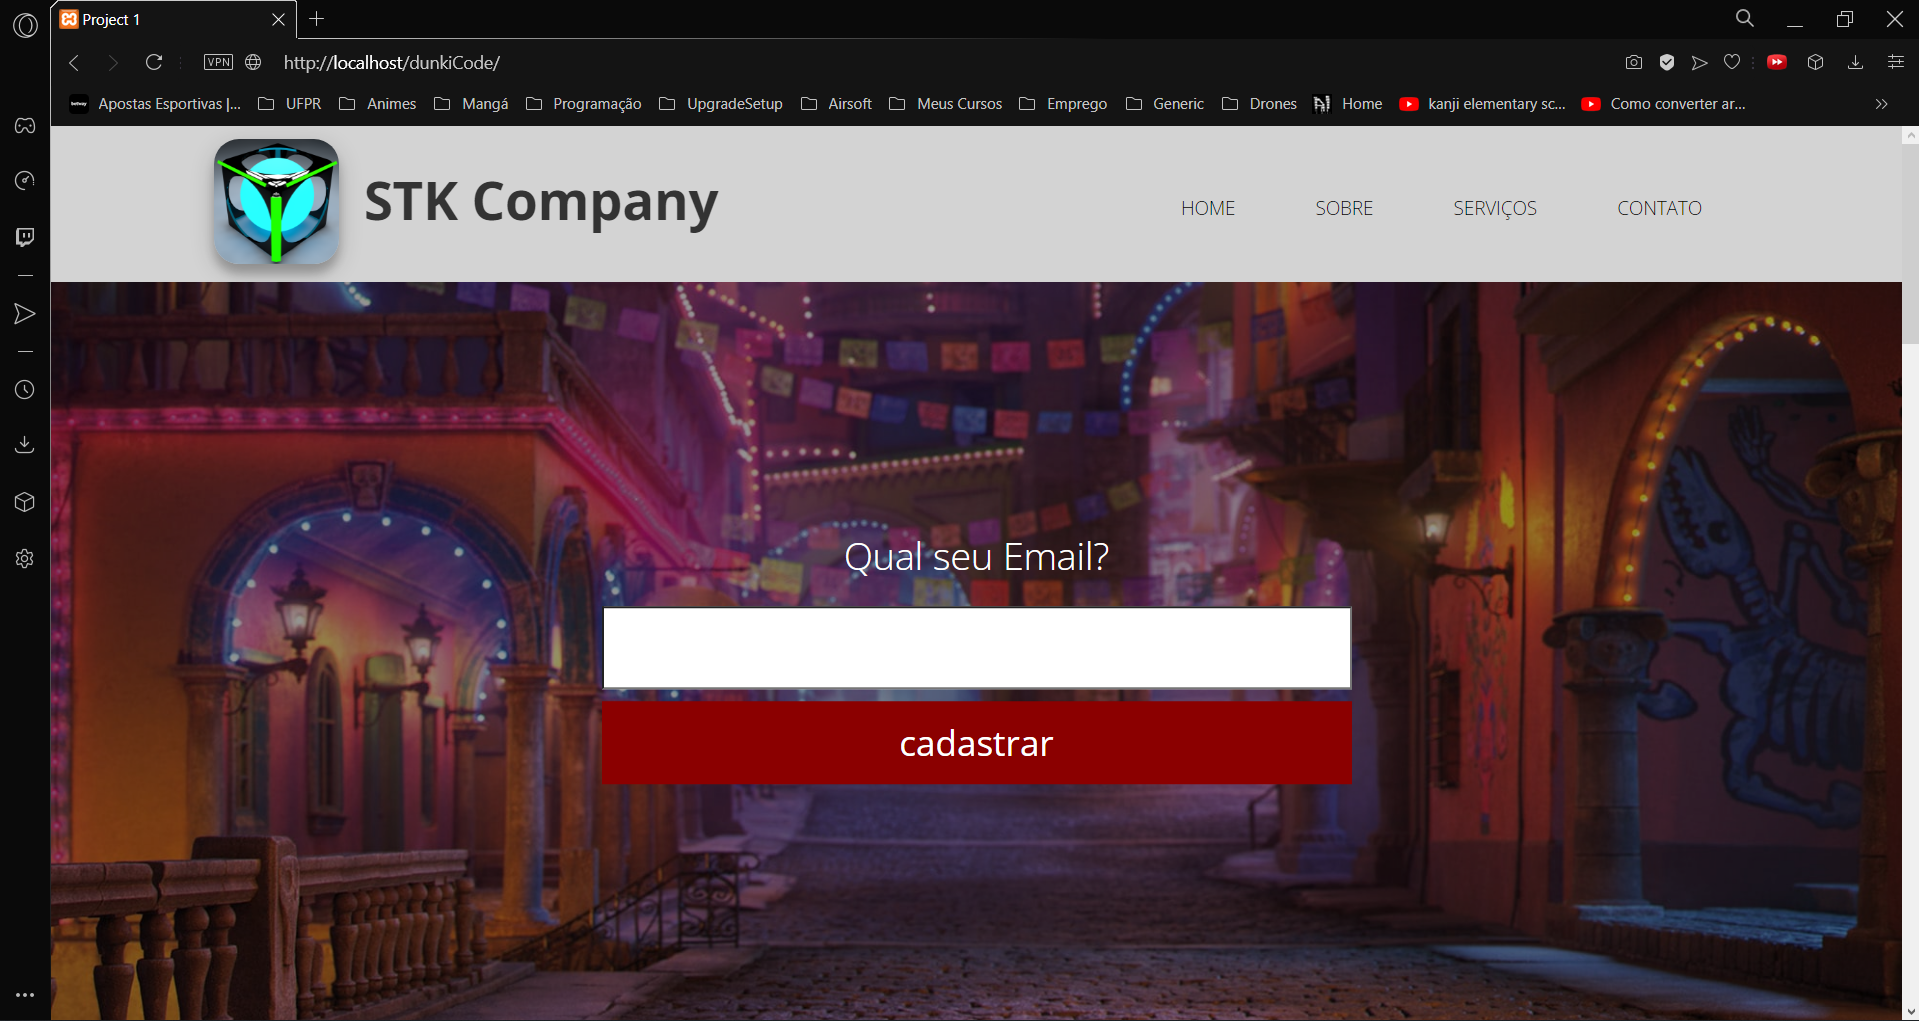 Project 1
VPN
http://localhost/dunkiCode/
Apostas Esportivas |... UFPR Animes Mangá Programação UpgradeSetup Airsoft Meus Cursos Emprego Generic Drones Home kanji elementary sc... Como converter ar...
STK Company
HOME SOBRE SERVIÇOS CONTATO
Qual seu Email?
cadastrar